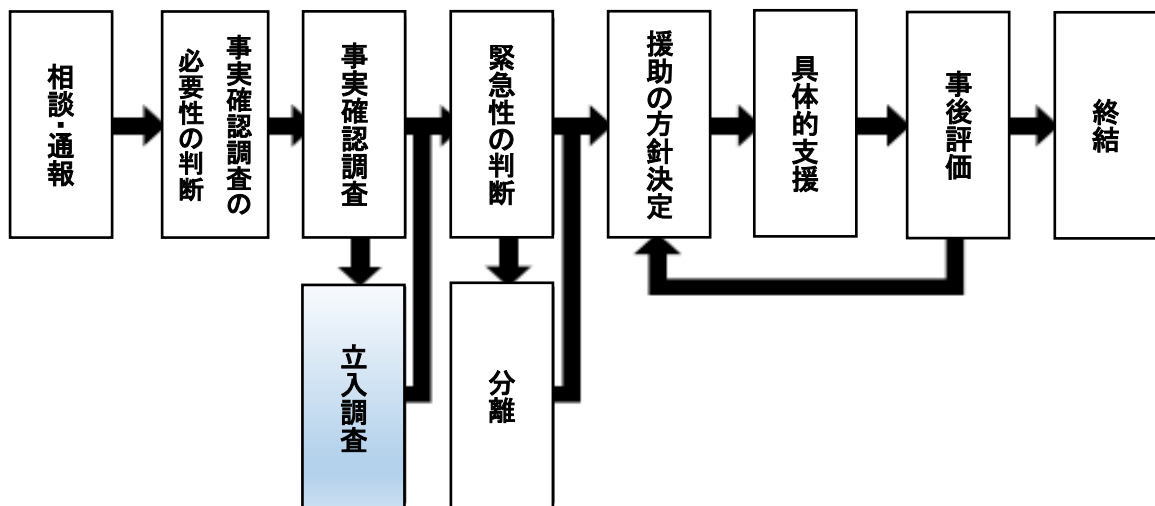 相談・通報
事実確認調査の
必要性の判断
事実確認調査
緊急性の判断
援助の方針決定
具体的支援
事後評価
終結
立入調査
分離